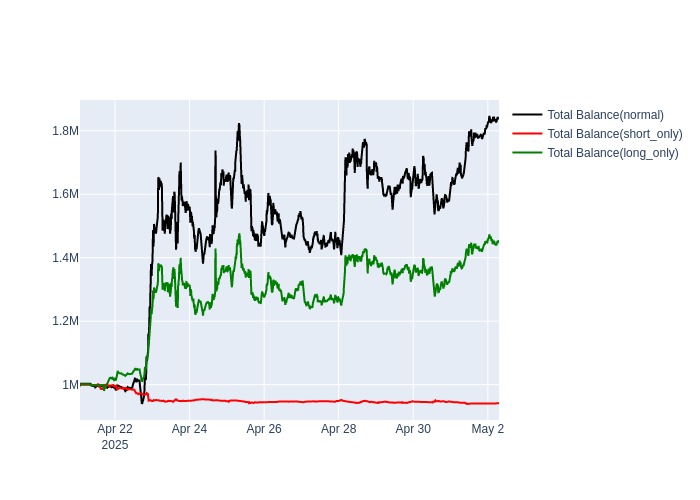 Total Balance(normal)
Total Balance(short_only)
Total Balance(long_only)
1.8M
1.6M
1.4M
1.2M
1M
Apr 22
2025
Apr 24
Apr 26
Apr 28
Apr 30
May 2